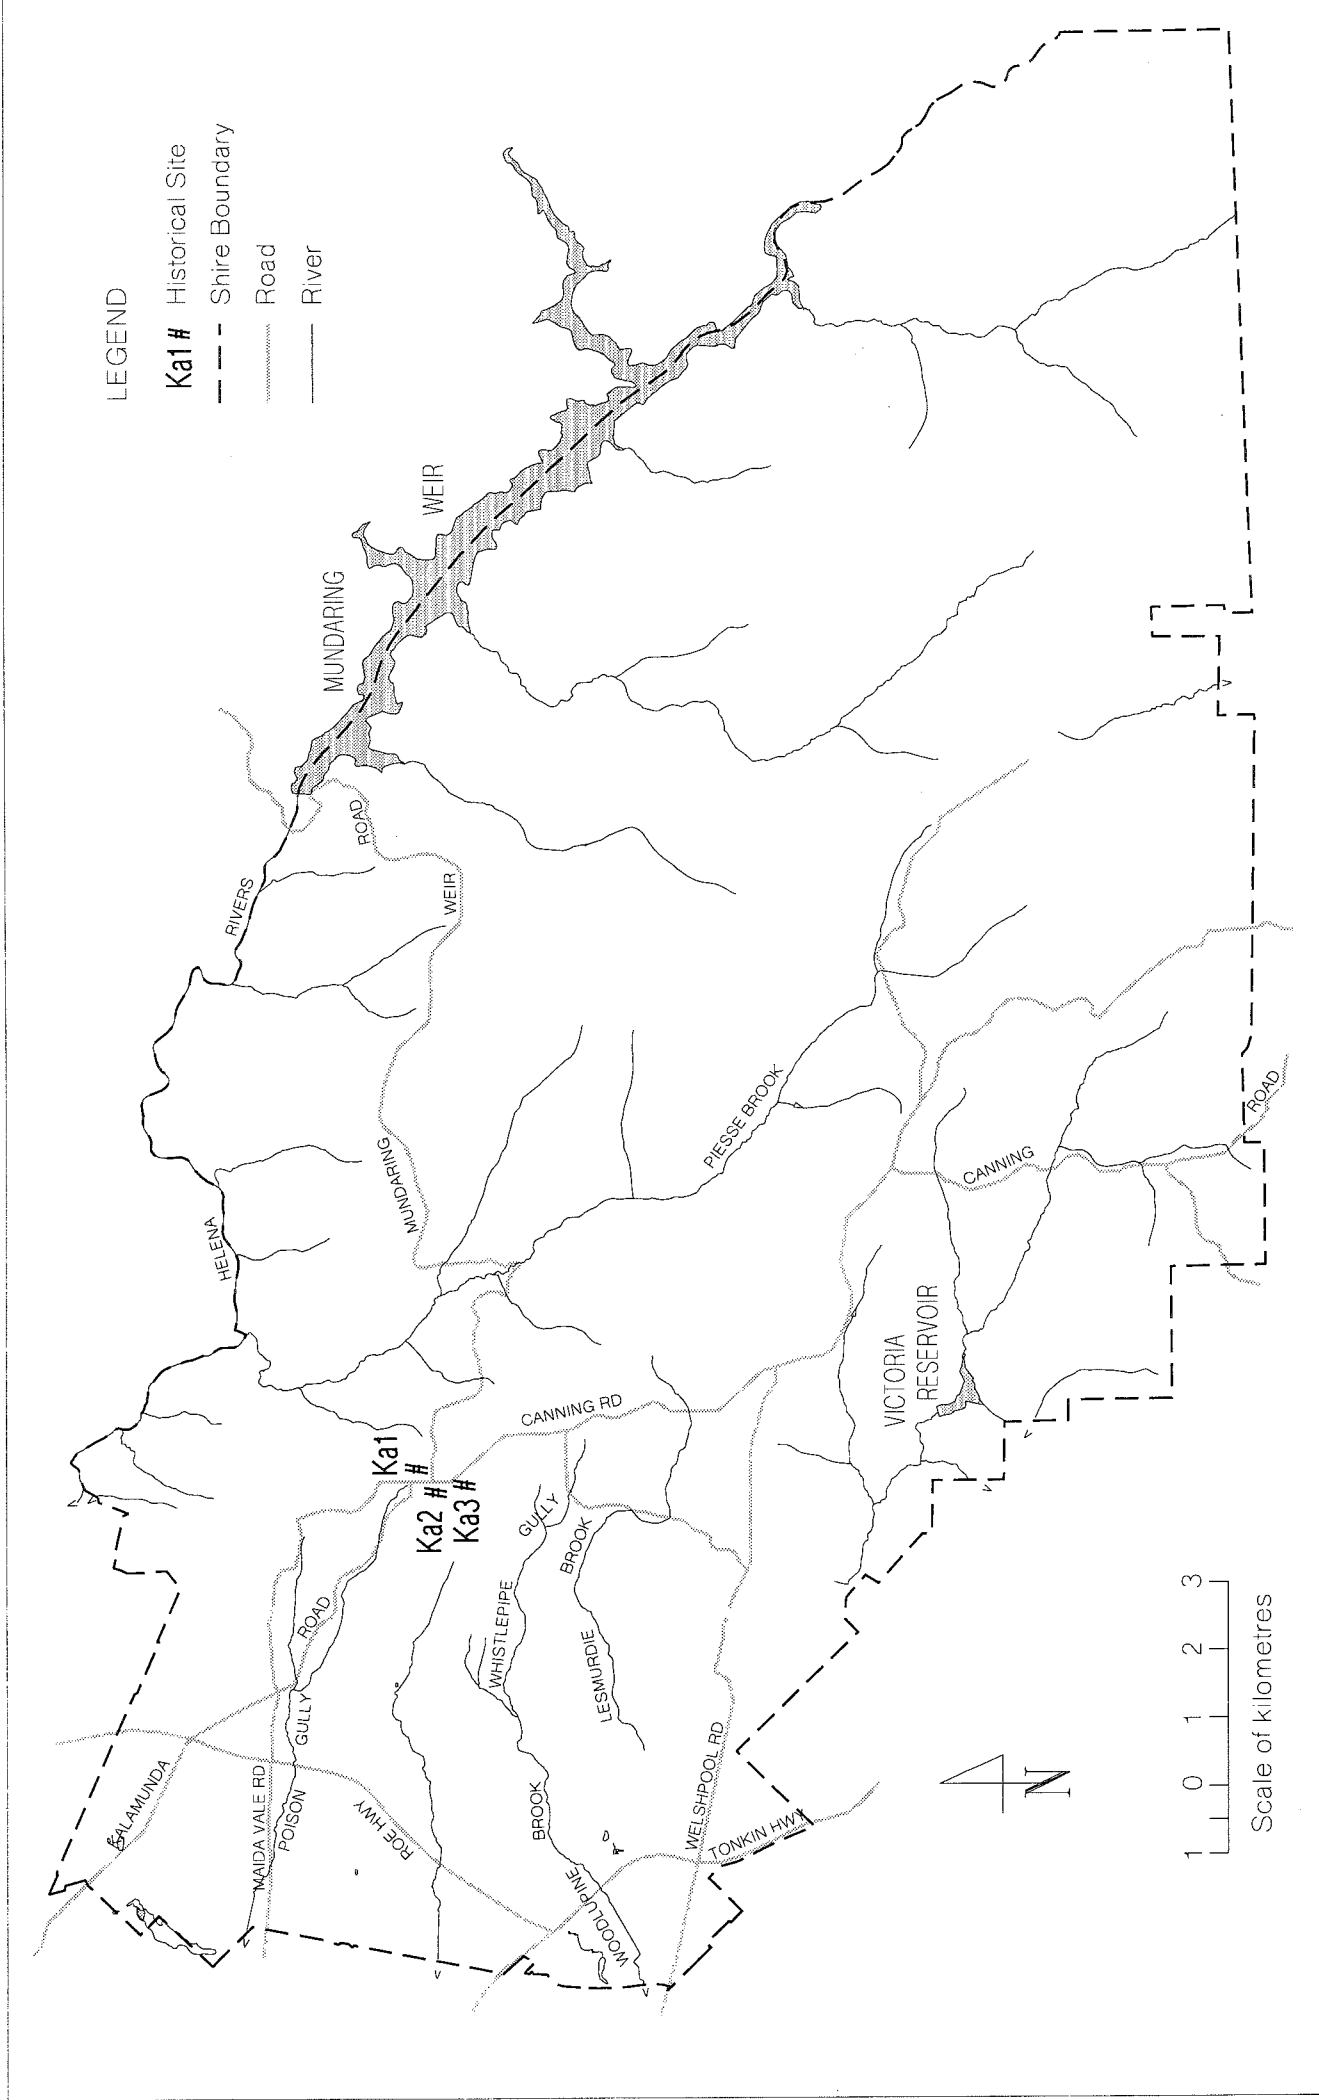 LEGEND
Ka1 # Historical Site
Shire Boundary
Road
River
MUNDARING
WEIR
RIVERS
HELENA
ROAD
WEIR
MUNDARING
PIESSE BROOK
CANNING
ROAD
VICTORIA
RESERVOIR
CANNING RD
Ka1
#
Ka2 #
Ka3 #
GULLY
BROOK
WHISTLEPIPE
LESMURDIE
ROAD
GULLY
POISON
MAIDA VALE RD
KALAMUNDA
ROE HWY
BROOK
WOODLUPINE
WELSHPOOL RD
TONKIN HWY
N
1 0 1 2 3
Scale of kilometres